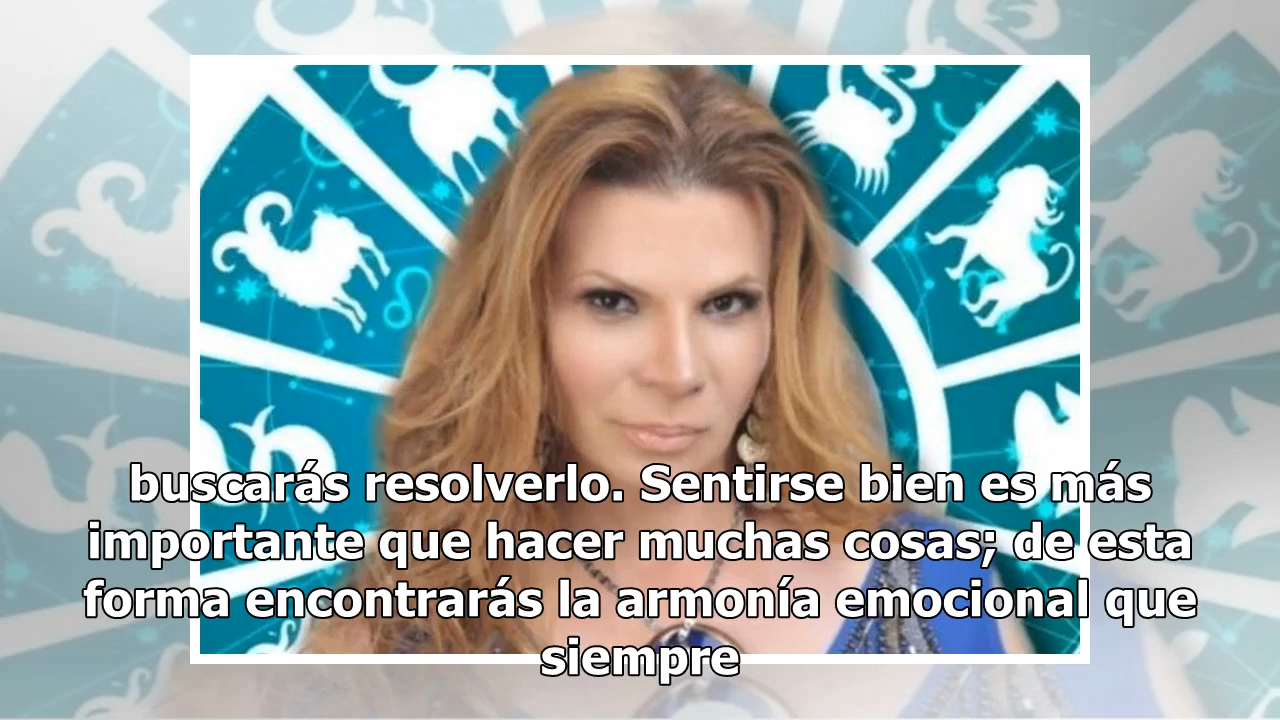 buscarás resolverlo. Sentirse bien es más
importante que hacer muchas cosas; de esta
forma encontrarás la armonía emocional que
siempre